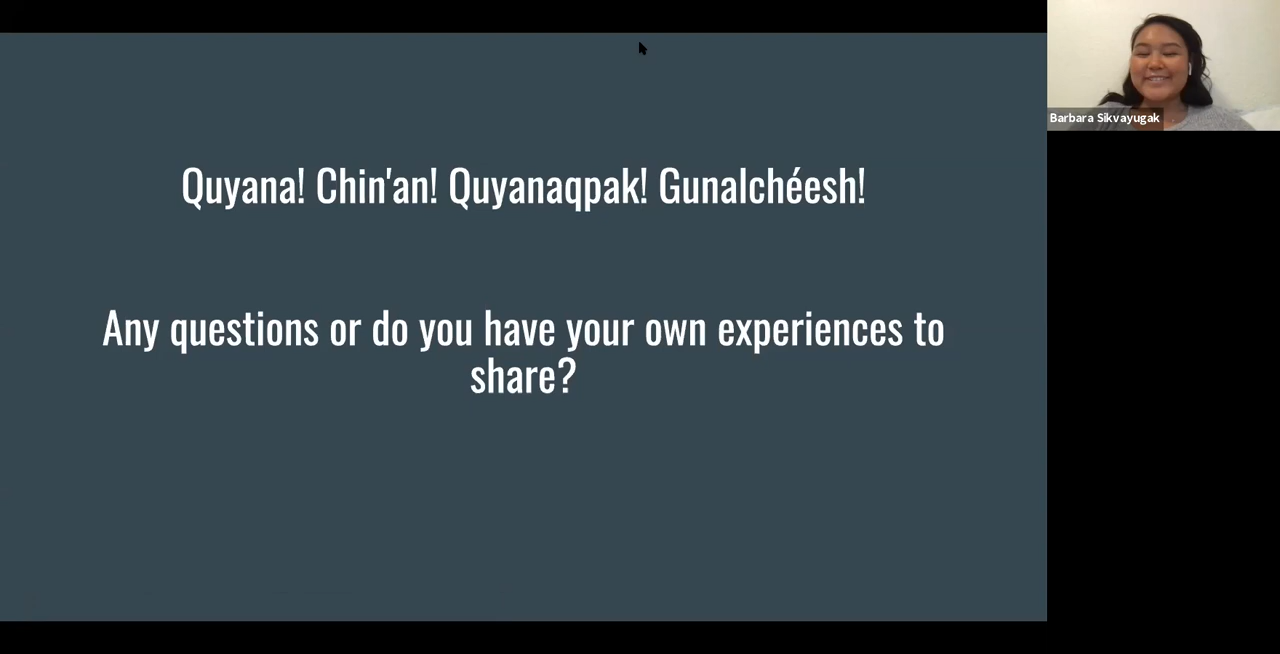 Quyana! Chin'an! Quyanaqpak! Gunalchéesh!
Any questions or do you have your own experiences to
share?
Barbara Sikvayugak